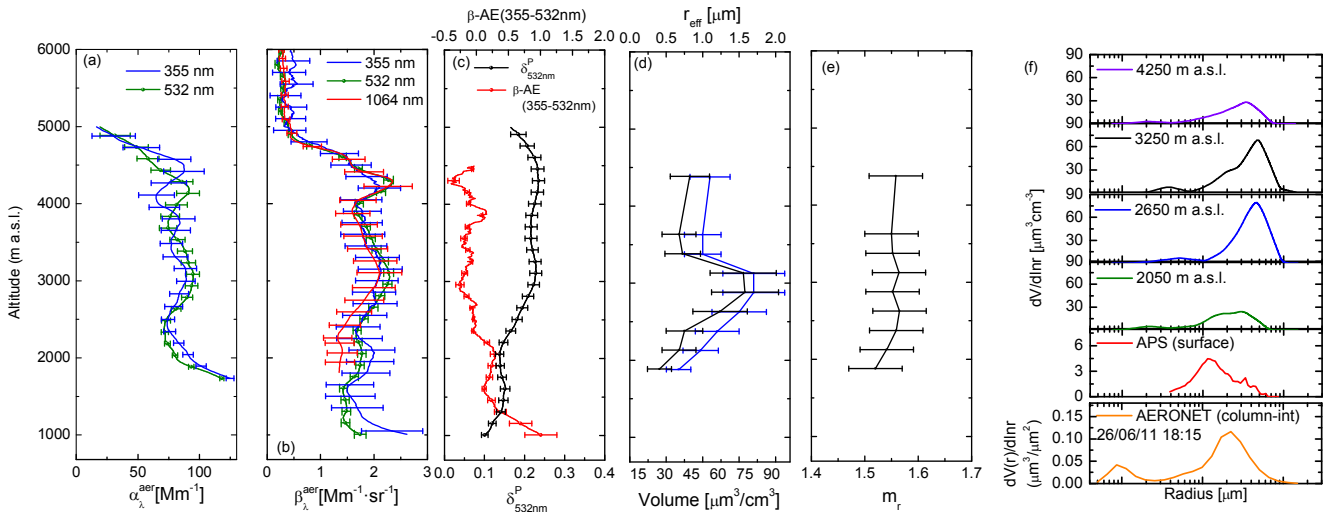 β-AE(355-532nm)
-0.5 0.0 0.5 1.0 1.5 2.0
r_eff [μm]
0.0 0.5 1.0 1.5 2.0
6000
5000
4000
3000
2000
1000
Altitude (m a.s.l.)
(a)
355 nm
532 nm
0 50 100
α_λ^aer[Mm⁻¹]
355 nm
532 nm
1064 nm
(b)
0 1 2 3
β_λ^aer[Mm⁻¹·sr⁻¹]
(c)
δ^P_532nm
β-AE
(355-532nm)
0.0 0.1 0.2 0.3 0.4
δ^P_532nm
(d)
15 30 45 60 75 90
Volume [μm³/cm³]
(e)
1.4 1.5 1.6 1.7
m_r
(f)
90
60
30
4250 m a.s.l.
90
60
30
3250 m a.s.l.
90
60
30
2650 m a.s.l.
90
60
30
2050 m a.s.l.
6
3
0
APS (surface)
0.15
0.10
0.05
0.00
AERONET (column-int)
26/06/11 18:15
dV/dlnr [μm³cm⁻³]
dV(r)/dlnr
(μm³/μm²)
Radius [μm]